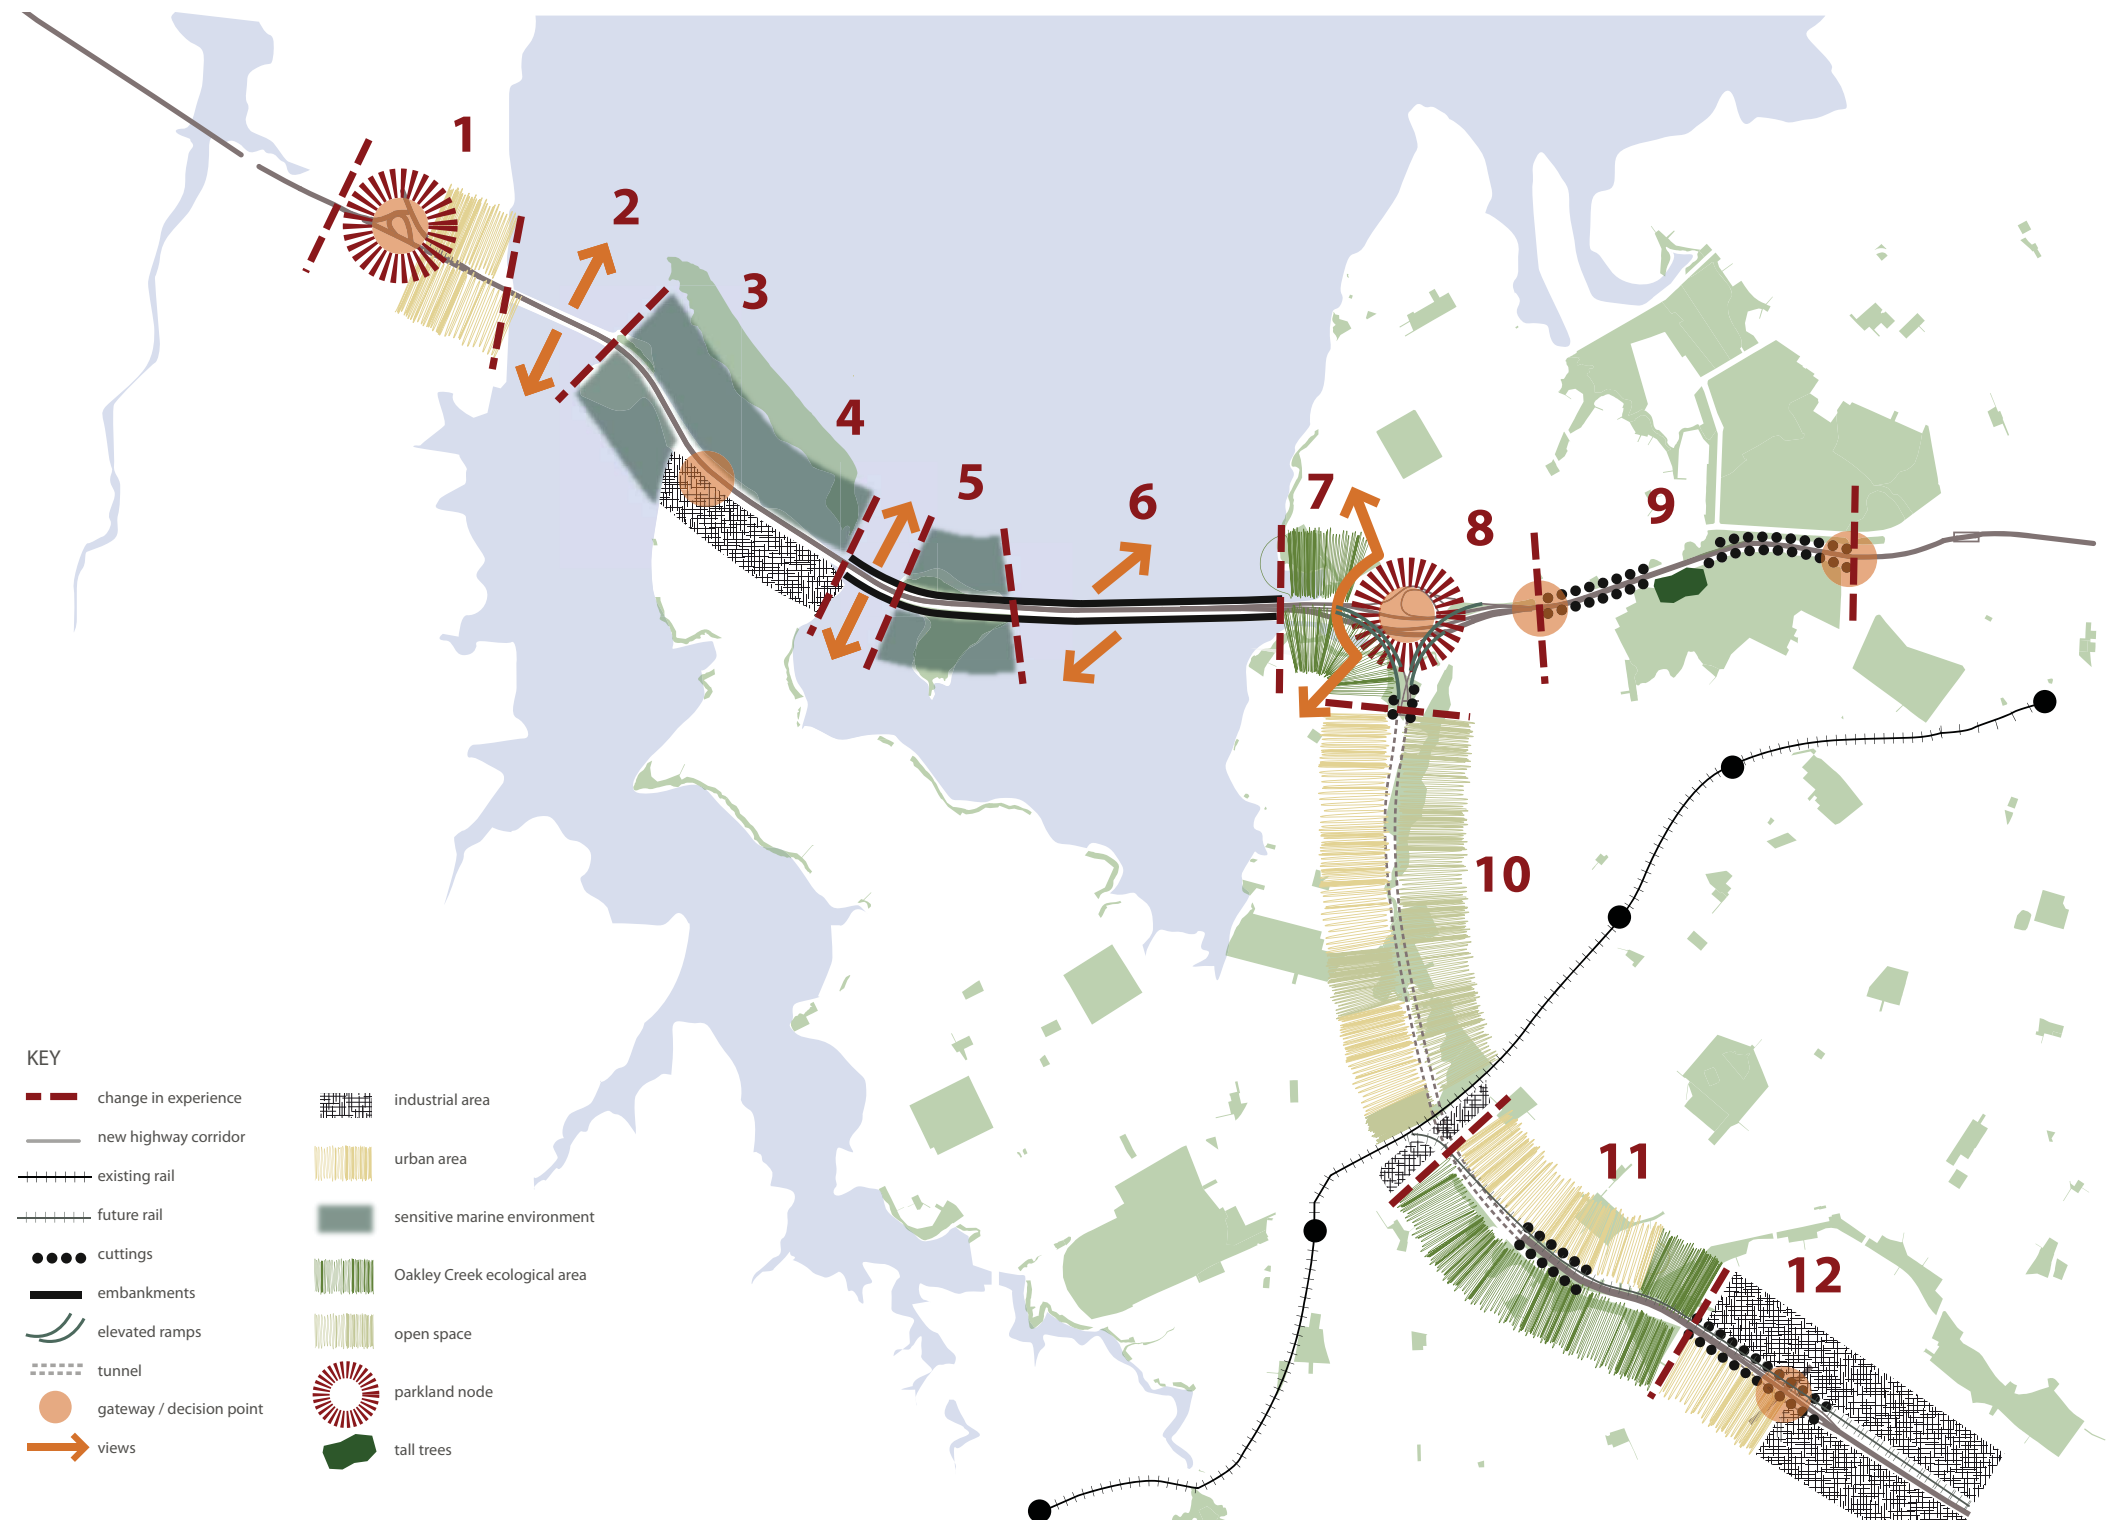 1
2
3
4
5
6
7
8
9
10
11
12
KEY
change in experience
new highway corridor
existing rail
future rail
cuttings
embankments
elevated ramps
tunnel
gateway / decision point
views
industrial area
urban area
sensitive marine environment
Oakley Creek ecological area
open space
parkland node
tall trees